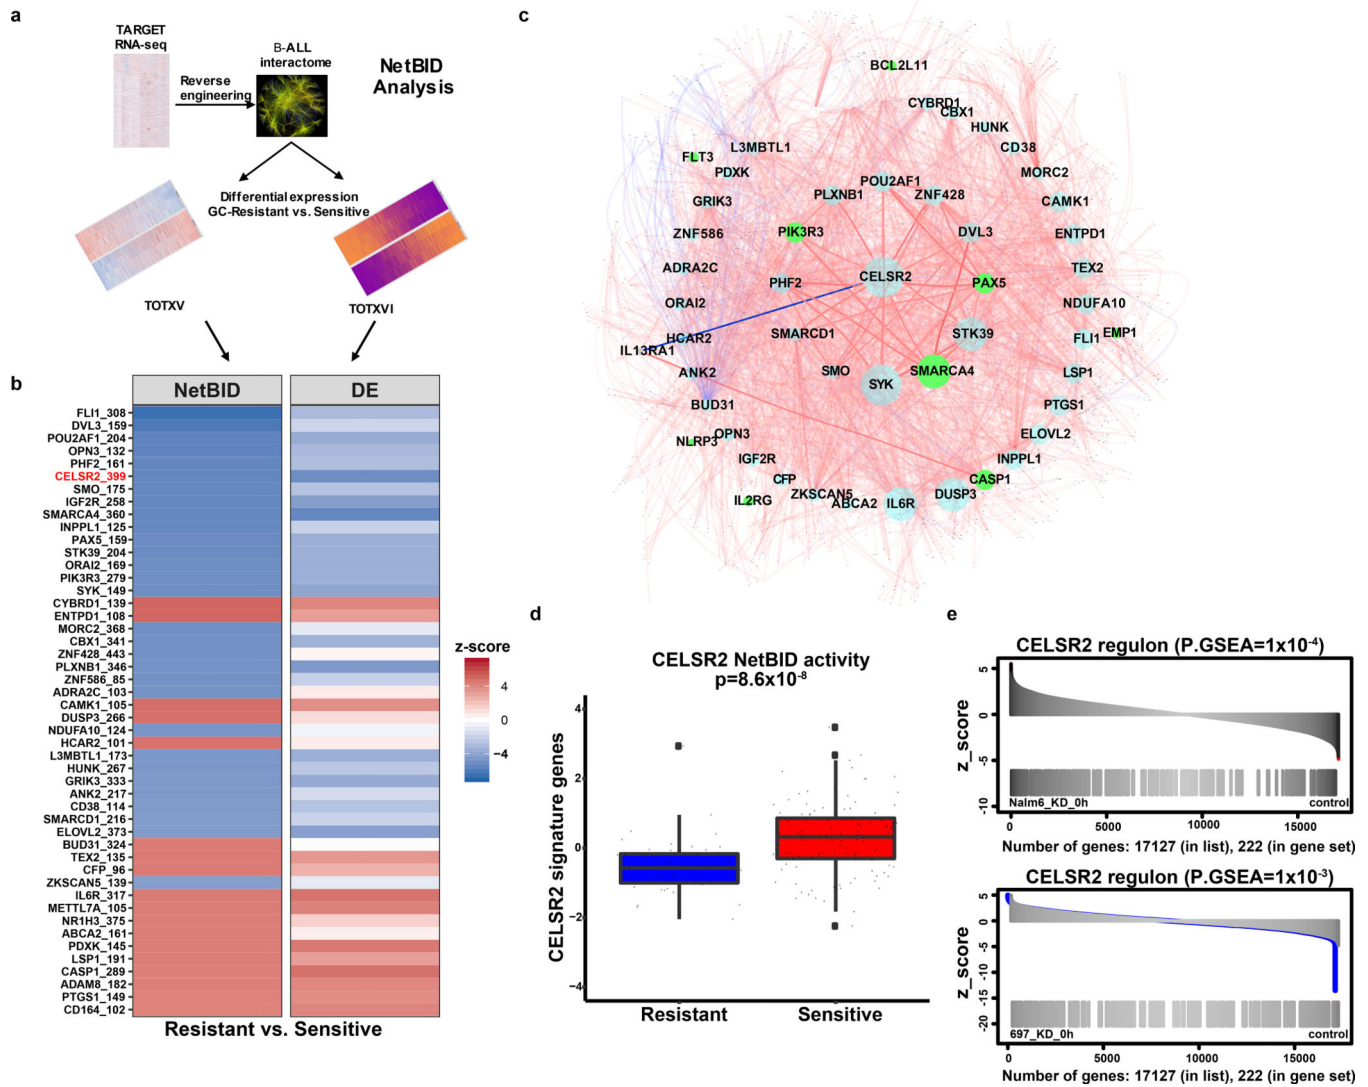 a
TARGET
RNA-seq
Reverse
engineering
B-ALL
interactome
NetBID
Analysis
Differential expression
GC-Resistant vs. Sensitive
TOTXV
TOTXVI
b
NetBID
DE
FLI1_308
DVL3_159
POU2AF1_204
OPN3_132
PHF2_161
CELSR2_399
SMO_175
IGF2R_258
SMARCA4_360
INPPL1_125
PAX5_159
STK39_204
ORAI2_169
PIK3R3_279
SYK_149
CYBRD1_139
ENTPD1_108
MORC2_368
CBX1_341
ZNF428_443
PLXNB1_346
ZNF586_85
ADRA2C_103
CAMK1_105
DUSP3_266
NDUFA10_124
HCAR2_101
L3MBTL1_173
HUNK_267
GRIK3_333
ANK2_217
CD38_114
SMARCD1_216
ELOVL2_373
BUD31_324
TEX2_135
CFP_96
ZKSCAN5_139
IL6R_317
METTL7A_105
NR1H3_375
ABCA2_161
PDXK_145
LSP1_191
CASP1_289
ADAM8_182
PTGS1_149
CD164_102
Resistant vs. Sensitive
z-score
4
0
−4
c
BCL2L11
CYBRD1
CBX1
HUNK
CD38
MORC2
CAMK1
ENTPD1
TEX2
NDUFA10
EMP1
FLI1
LSP1
PTGS1
ELOVL2
INPPL1
CASP1
DUSP3
IL6R
ABCA2
ZKSCAN5
CFP
IL2RG
IGF2R
OPN3
NLRP3
BUD31
ANK2
IL13RA1
HCAR2
ORAI2
ADRA2C
ZNF586
GRIK3
PDXK
FLT3
L3MBTL1
POU2AF1
PLXNB1
ZNF428
PIK3R3
DVL3
CELSR2
PHF2
PAX5
SMARCD1
STK39
SMO
SYK
SMARCA4
d
CELSR2 NetBID activity
p=8.6x10-8
CELSR2 signature genes
4
2
0
−2
−4
Resistant
Sensitive
e
CELSR2 regulon (P.GSEA=1x10-4)
z_score
5
0
-5
-10
Nalm6_KD_0h
control
0
5000
10000
15000
Number of genes: 17127 (in list), 222 (in gene set)
CELSR2 regulon (P.GSEA=1x10-3)
z_score
5
0
-5
-10
-15
-20
697_KD_0h
control
0
5000
10000
15000
Number of genes: 17127 (in list), 222 (in gene set)